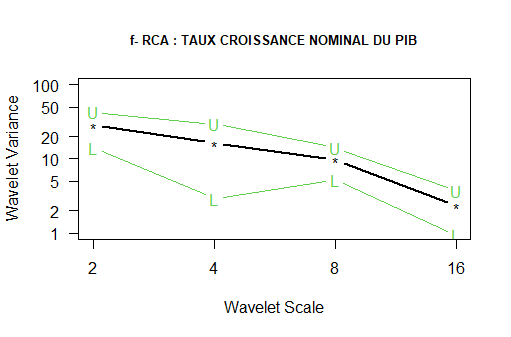 f- RCA : TAUX CROISSANCE NOMINAL DU PIB
Wavelet Variance
100
50
20
10
5
2
1
U
U
U
U
*
*
*
*
L
L
L
L
2 4 8 16
Wavelet Scale